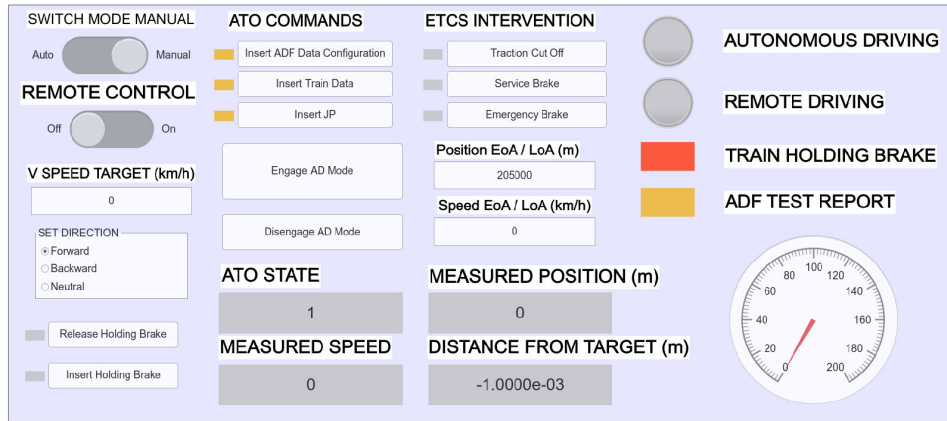 SWITCH MODE MANUAL
Auto
Manual
REMOTE CONTROL
Off
On
V SPEED TARGET (km/h)
0
SET DIRECTION
Forward
Backward
Neutral
Release Holding Brake
Insert Holding Brake
ATO COMMANDS
Insert ADF Data Configuration
Insert Train Data
Insert JP
Engage AD Mode
Disengage AD Mode
ATO STATE
1
MEASURED SPEED
0
ETCS INTERVENTION
Traction Cut Off
Service Brake
Emergency Brake
Position EoA / LoA (m)
205000
Speed EoA / LoA (km/h)
0
MEASURED POSITION (m)
0
DISTANCE FROM TARGET (m)
-1.0000e-03
AUTONOMOUS DRIVING
REMOTE DRIVING
TRAIN HOLDING BRAKE
ADF TEST REPORT
0
20
40
60
80
100
120
140
160
180
200